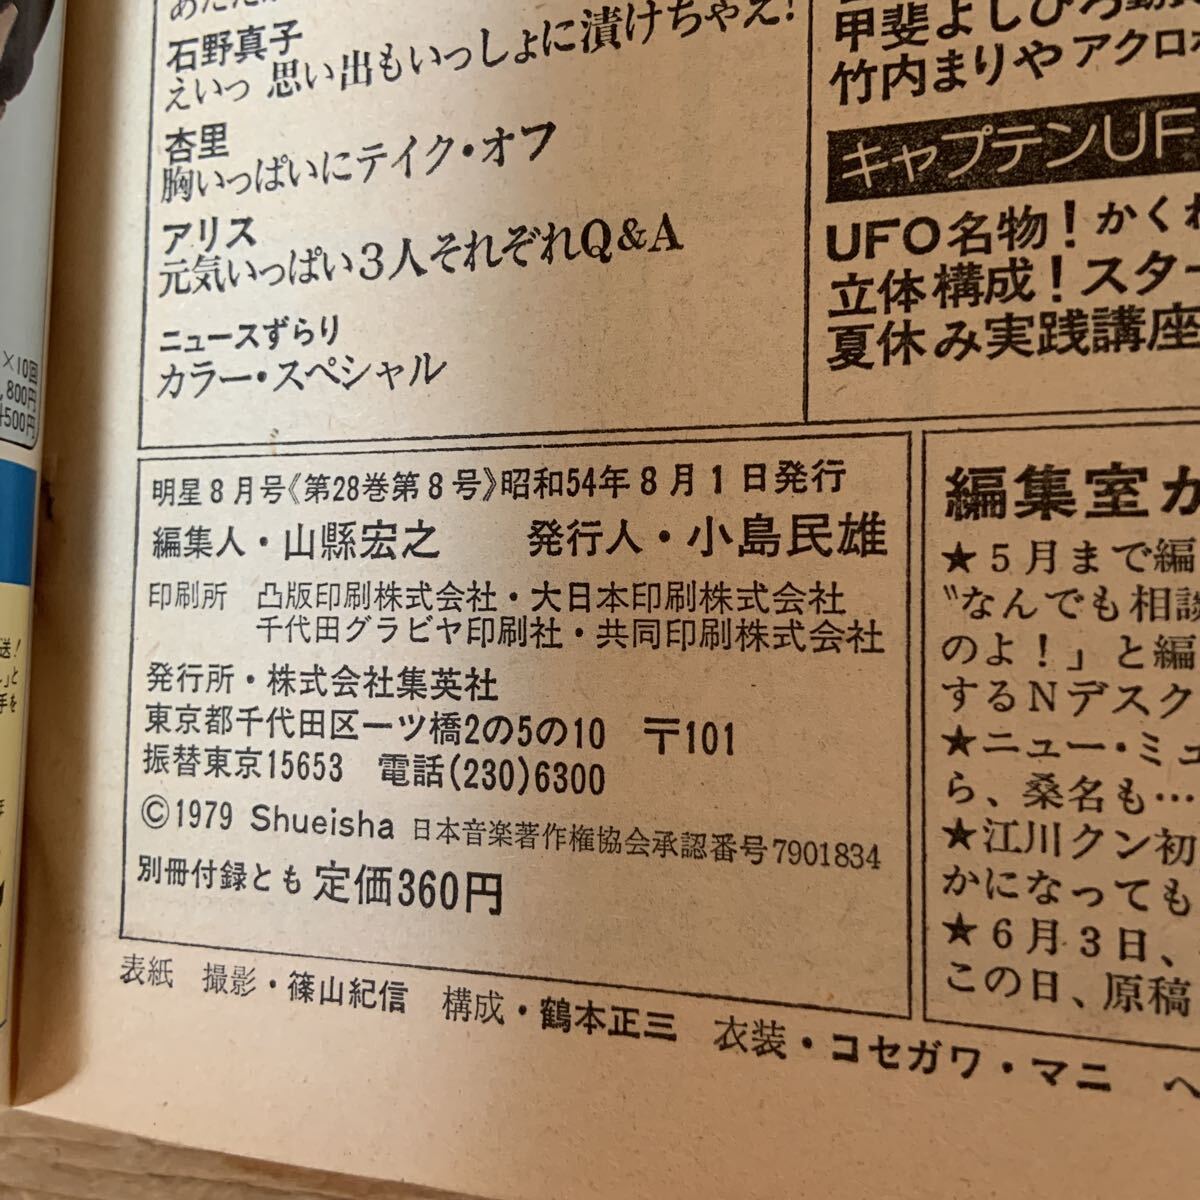 石野真子
えいっ 思い出もいっしょに漬けちゃえ!
杏里
胸いっぱいにテイク・オフ
アリス
元気いっぱい3人それぞれQ&A
ニュースずらり
カラー・スペシャル
甲斐よしひろ
竹内まりや アクロ
キャプテンUF
UFO名物!かくれ
立体構成!スター
夏休み実践講座
×10回
,800円
500円
明星8月号《第28巻第8号》昭和54年8月1日発行
編集人・山縣宏之 発行人・小島民雄
印刷所 凸版印刷株式会社・大日本印刷株式会社
千代田グラビヤ印刷社・共同印刷株式会社
発行所・株式会社集英社
東京都千代田区一ツ橋2の5の10 〒101
振替東京15653 電話(230)6300
©1979 Shueisha 日本音楽著作権協会承認番号7901834
別冊付録とも 定価360円
編集室か
★5月まで編
"なんでも相談
のよ!」と編
するNデスク
★ニュー・ミュ
ら、桑名も…
★江川クン初
かになっても
★6月3日、
この日、原稿
表紙 撮影・篠山紀信 構成・鶴本正三 衣装・コセガワ・マニ ヘ